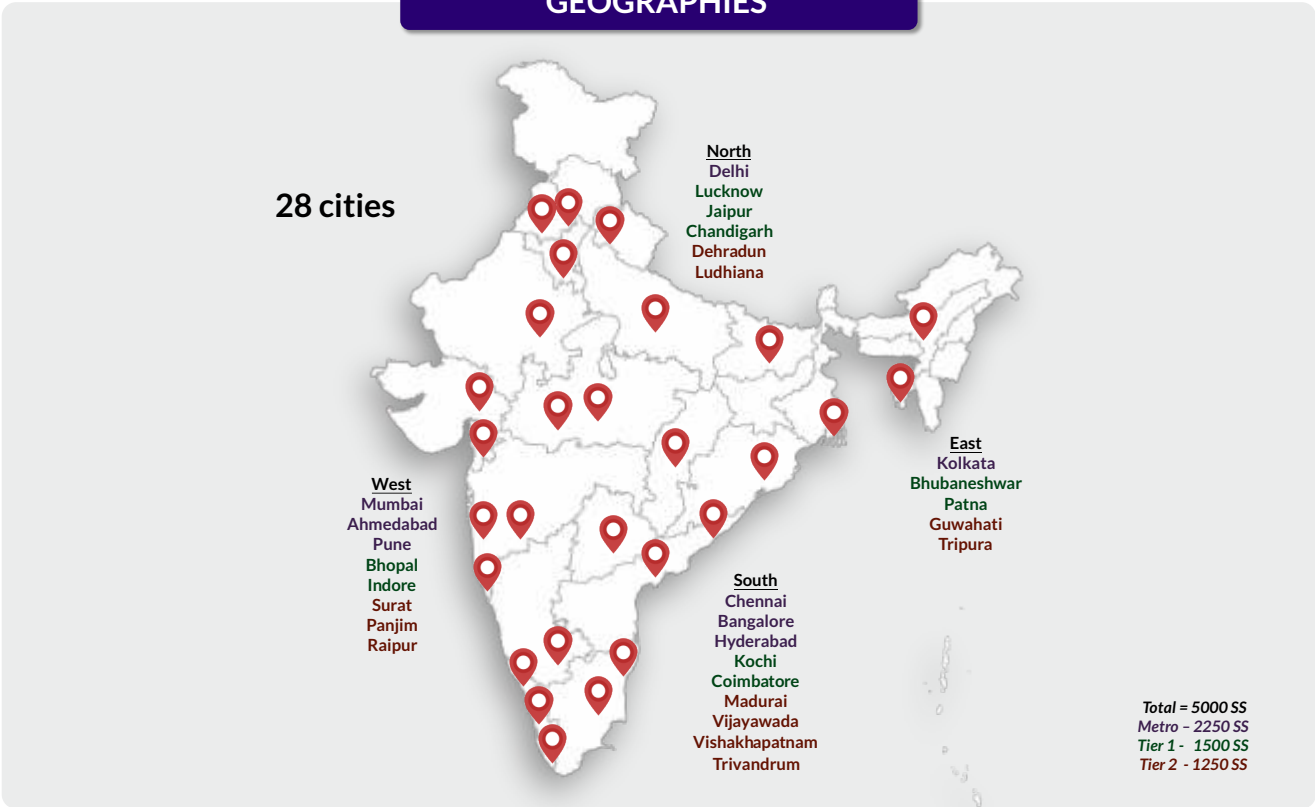 GEOGRAPHIES
28 cities
North
Delhi
Lucknow
Jaipur
Chandigarh
Dehradun
Ludhiana
East
Kolkata
Bhubaneshwar
Patna
Guwahati
Tripura
West
Mumbai
Ahmedabad
Pune
Bhopal
Indore
Surat
Panjim
Raipur
South
Chennai
Bangalore
Hyderabad
Kochi
Coimbatore
Madurai
Vijayawada
Vishakhapatnam
Trivandrum
Total = 5000 SS
Metro – 2250 SS
Tier 1 - 1500 SS
Tier 2 - 1250 SS